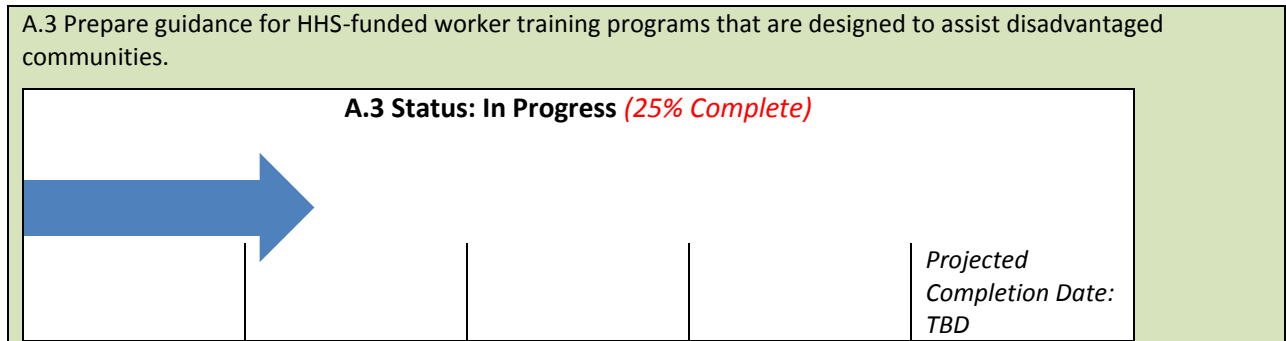 A.3 Prepare guidance for HHS-funded worker training programs that are designed to assist disadvantaged
communities.
A.3 Status: In Progress (25% Complete)
Projected
Completion Date:
TBD